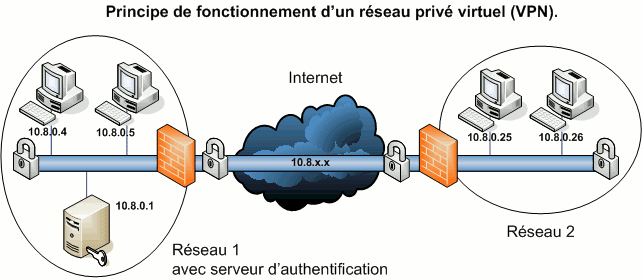 Principe de fonctionnement d'un réseau privé virtuel (VPN).
Internet
10.8.0.4
10.8.0.5
10.8.0.25
10.8.0.26
10.8.x.x
10.8.0.1
Réseau 1
avec serveur d'authentification
Réseau 2